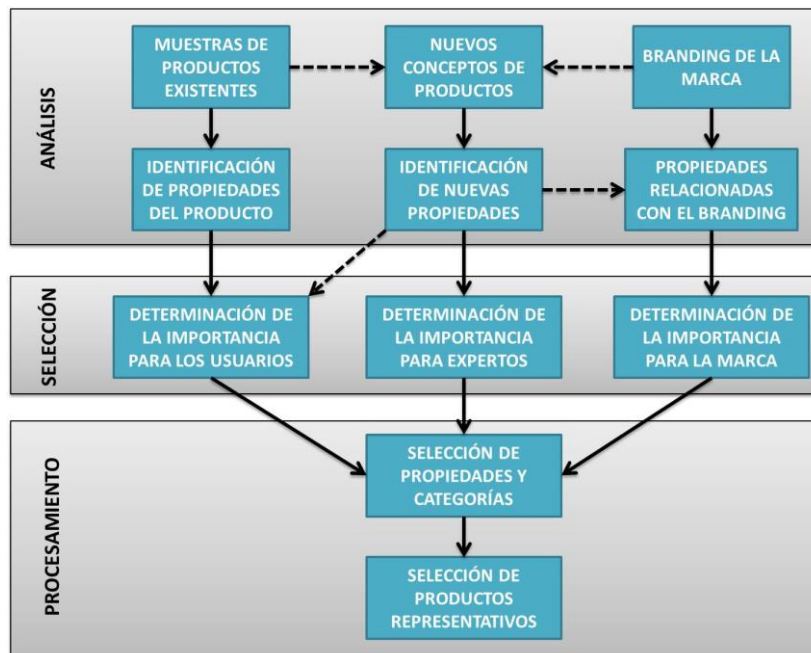 ANÁLISIS
MUESTRAS DE
PRODUCTOS
EXISTENTES
NUEVOS
CONCEPTOS DE
PRODUCTOS
BRANDING DE LA
MARCA
IDENTIFICACIÓN
DE PROPIEDADES
DEL PRODUCTO
IDENTIFICACIÓN
DE NUEVAS
PROPIEDADES
PROPIEDADES
RELACIONADAS
CON EL BRANDING
SELECCIÓN
DETERMINACIÓN DE
LA IMPORTANCIA
PARA LOS USUARIOS
DETERMINACIÓN DE
LA IMPORTANCIA
PARA EXPERTOS
DETERMINACIÓN DE
LA IMPORTANCIA
PARA LA MARCA
PROCESAMIENTO
SELECCIÓN DE
PROPIEDADES Y
CATEGORÍAS
SELECCIÓN DE
PRODUCTOS
REPRESENTATIVOS